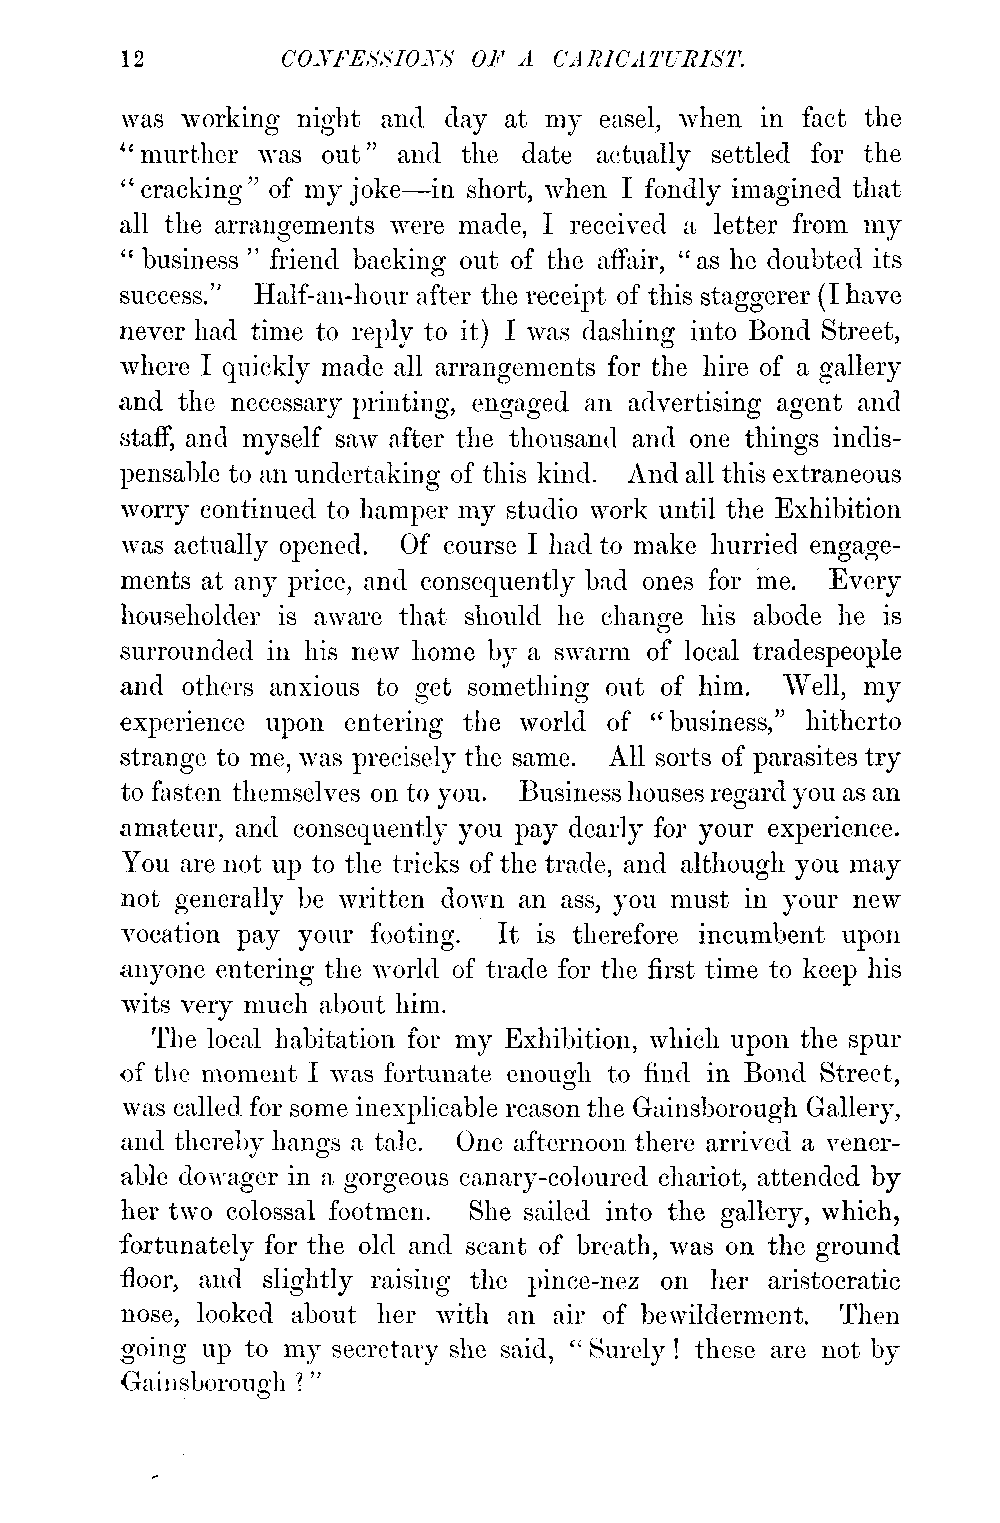 12 CONFESSIONS OF A CARICATURIST.
was working night and day at my easel, when in fact the
“murther was out” and the date actually settled for the
“cracking” of my joke—in short, when I fondly imagined that
all the arrangements were made, I received a letter from my
“business” friend backing out of the affair, “as he doubted its
success.” Half-an-hour after the receipt of this staggerer (I have
never had time to reply to it) I was dashing into Bond Street,
where I quickly made all arrangements for the hire of a gallery
and the necessary printing, engaged an advertising agent and
staff, and myself saw after the thousand and one things indis-
pensable to an undertaking of this kind. And all this extraneous
worry continued to hamper my studio work until the Exhibition
was actually opened. Of course I had to make hurried engage-
ments at any price, and consequently bad ones for me. Every
householder is aware that should he change his abode he is
surrounded in his new home by a swarm of local tradespeople
and others anxious to get something out of him. Well, my
experience upon entering the world of “business,” hitherto
strange to me, was precisely the same. All sorts of parasites try
to fasten themselves on to you. Business houses regard you as an
amateur, and consequently you pay dearly for your experience.
You are not up to the tricks of the trade, and although you may
not generally be written down an ass, you must in your new
vocation pay your footing. It is therefore incumbent upon
anyone entering the world of trade for the first time to keep his
wits very much about him.
The local habitation for my Exhibition, which upon the spur
of the moment I was fortunate enough to find in Bond Street,
was called for some inexplicable reason the Gainsborough Gallery,
and thereby hangs a tale. One afternoon there arrived a vener-
able dowager in a gorgeous canary-coloured chariot, attended by
her two colossal footmen. She sailed into the gallery, which,
fortunately for the old and scant of breath, was on the ground
floor, and slightly raising the pince-nez on her aristocratic
nose, looked about her with an air of bewilderment. Then
going up to my secretary she said, “Surely! these are not by
Gainsborough?”